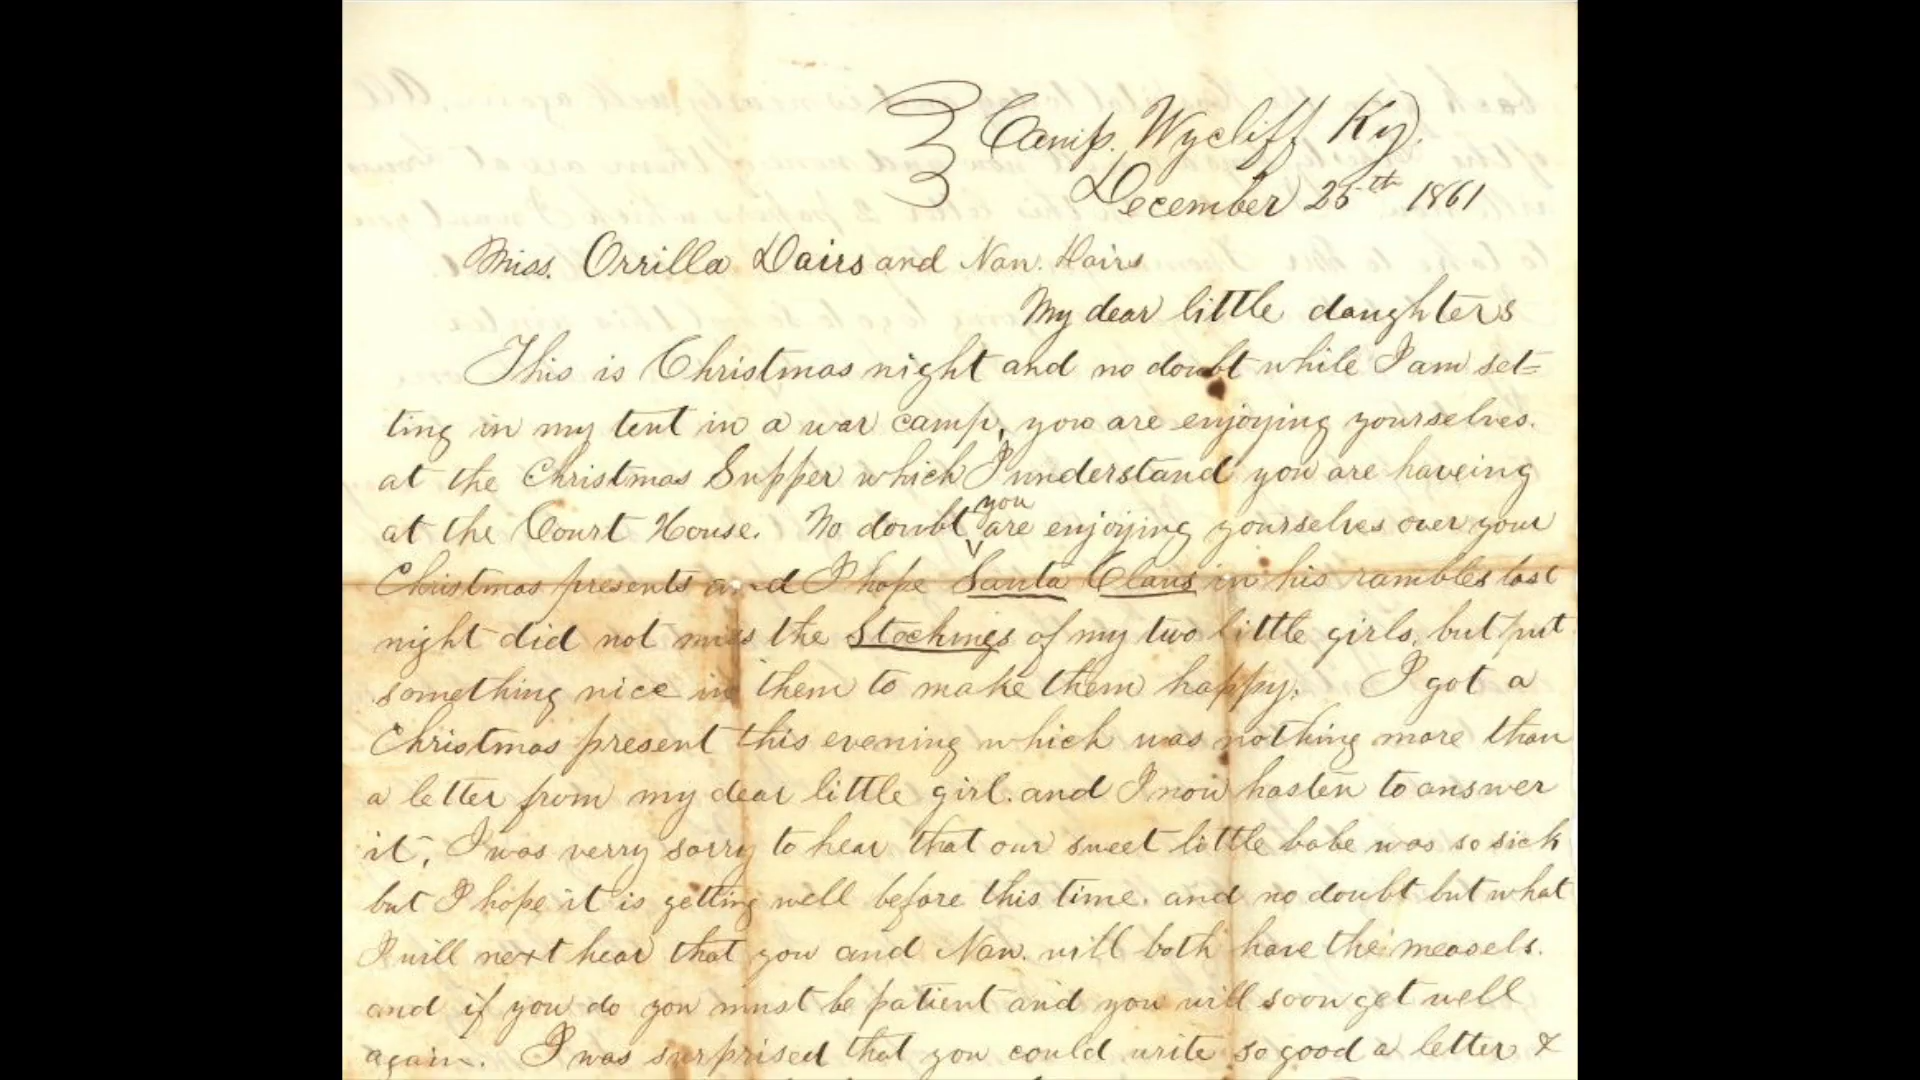 Camp. Wycliff Ky.
December 25th 1861
Miss. Orrilla Davis and Nan. Davis
My dear little daughters
This is Christmas night and no doubt while I am set=
ting in my tent in a war camp, you are enjoying yourselves.
at the Christmas Supper which I understand you are haveing
at the Court House. No doubt you are enjoying yourselves over your
Christmas presents and I hope Santa Claus in his rambles last
night did not miss the Stockings of my two little girls, but put
something nice in them to make them happy. I got a
Christmas present this evening which was nothing more than
a letter from my dear little girl. and I now hasten to answer
it, I was verry sorry to hear that our sweet little babe was so sick
but I hope it is getting well before this time. and no doubt but what
I will next hear that you and Nan. will both have the measels.
and if you do you must be patient and you will soon get well
again. I was surprised that you could write so good a letter &